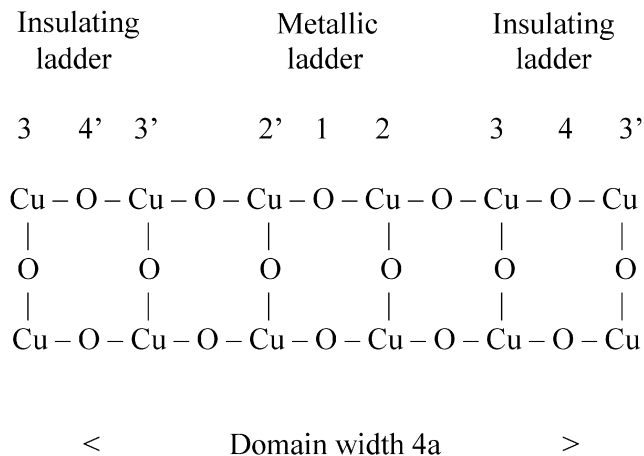 Insulating ladder Metallic ladder Insulating ladder
3 4’ 3’ 2’ 1 2 3 4 3’
Cu – O – Cu – O – Cu – O – Cu – O – Cu – O – Cu
| | | | | |
O O O O O O
| | | | | |
Cu – O – Cu – O – Cu – O – Cu – O – Cu – O – Cu
< Domain width 4a >